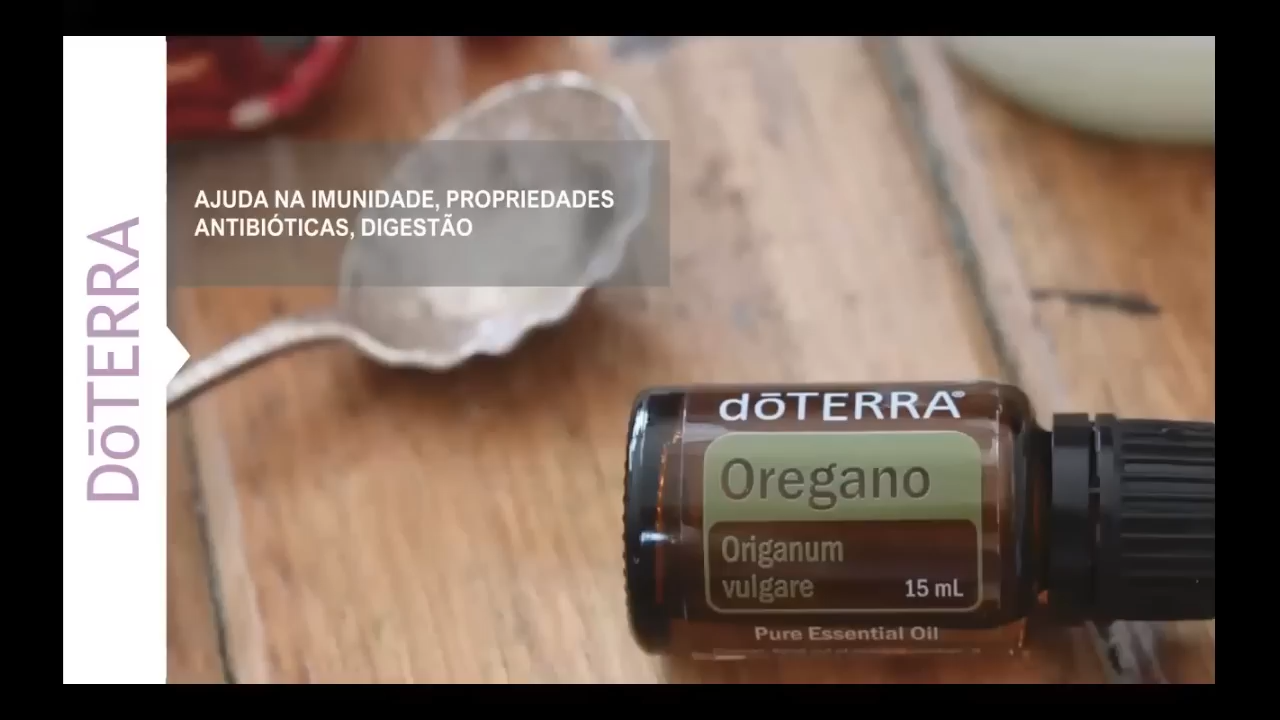 DōTERRA
AJUDA NA IMUNIDADE, PROPRIEDADES
ANTIBIÓTICAS, DIGESTÃO
dōTERRA®
Oregano
Origanum
vulgare
15 mL
Pure Essential Oil